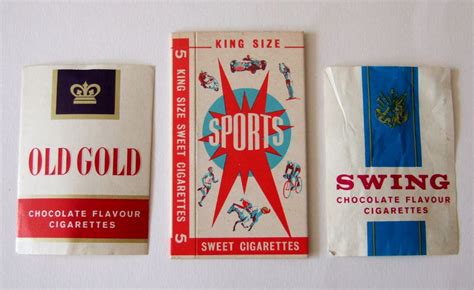 OLD GOLD
CHOCOLATE FLAVOUR
CIGARETTES
5 KING SIZE SWEET CIGARETTES 5
KING SIZE
SPORTS
SWEET CIGARETTES
SWING
CHOCOLATE FLAVOUR
CIGARETTES